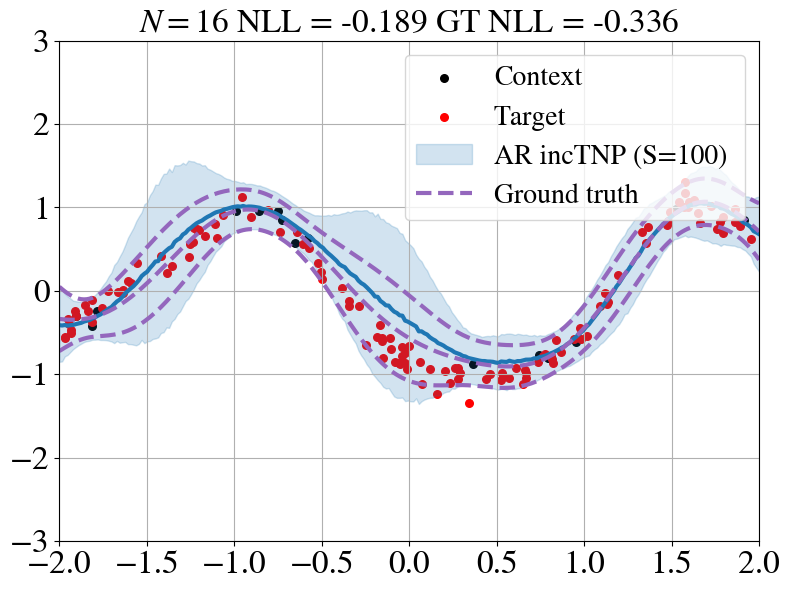 N = 16 NLL = -0.189 GT NLL = -0.336
Context
Target
AR incTNP (S=100)
Ground truth
3
2
1
0
−1
−2
−3
−2.0 −1.5 −1.0 −0.5 0.0 0.5 1.0 1.5 2.0